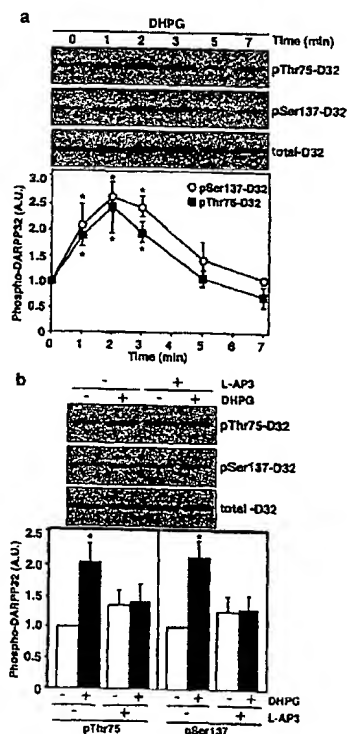 a
DHPG
0 1 2 3 5 7 Time (min)
pThr75-D32
pSer137-D32
total-D32
Phospho-DARPP32 (A.U.)
3.0
2.5
2.0
1.5
1.0
0.5
0
* * *
* * *
pSer137-D32
pThr75-D32
0 1 2 3 4 5 6 7
Time (min)
b
- + L-AP3
- + - + DHPG
pThr75-D32
pSer137-D32
total -D32
Phospho-DARPP32 (A.U.)
2.5
2.0
1.5
1.0
0.5
0
* *
- + - + - + - + DHPG
- + - + L-AP3
pThr75 pSer137